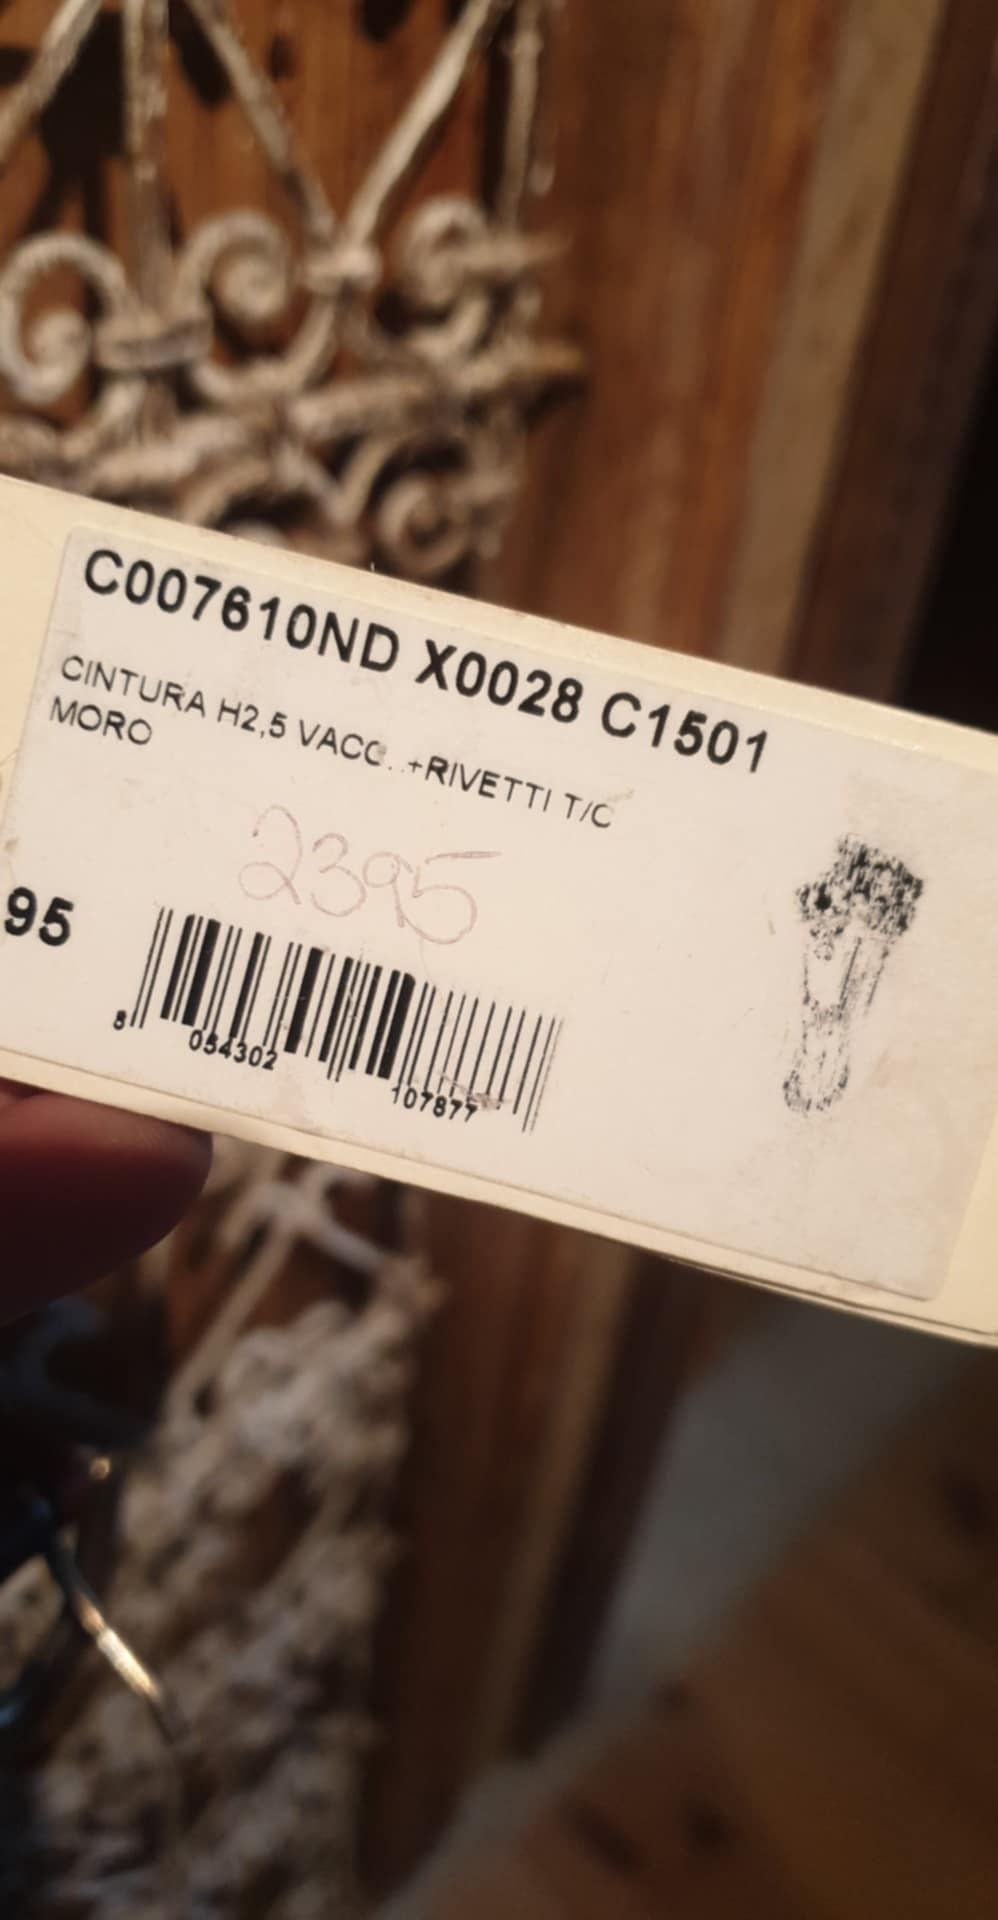 C007610ND X0028 C1501
CINTURA H2,5 VACC. +RIVETTI T/C
MORO
2395
95
8 054302 107877